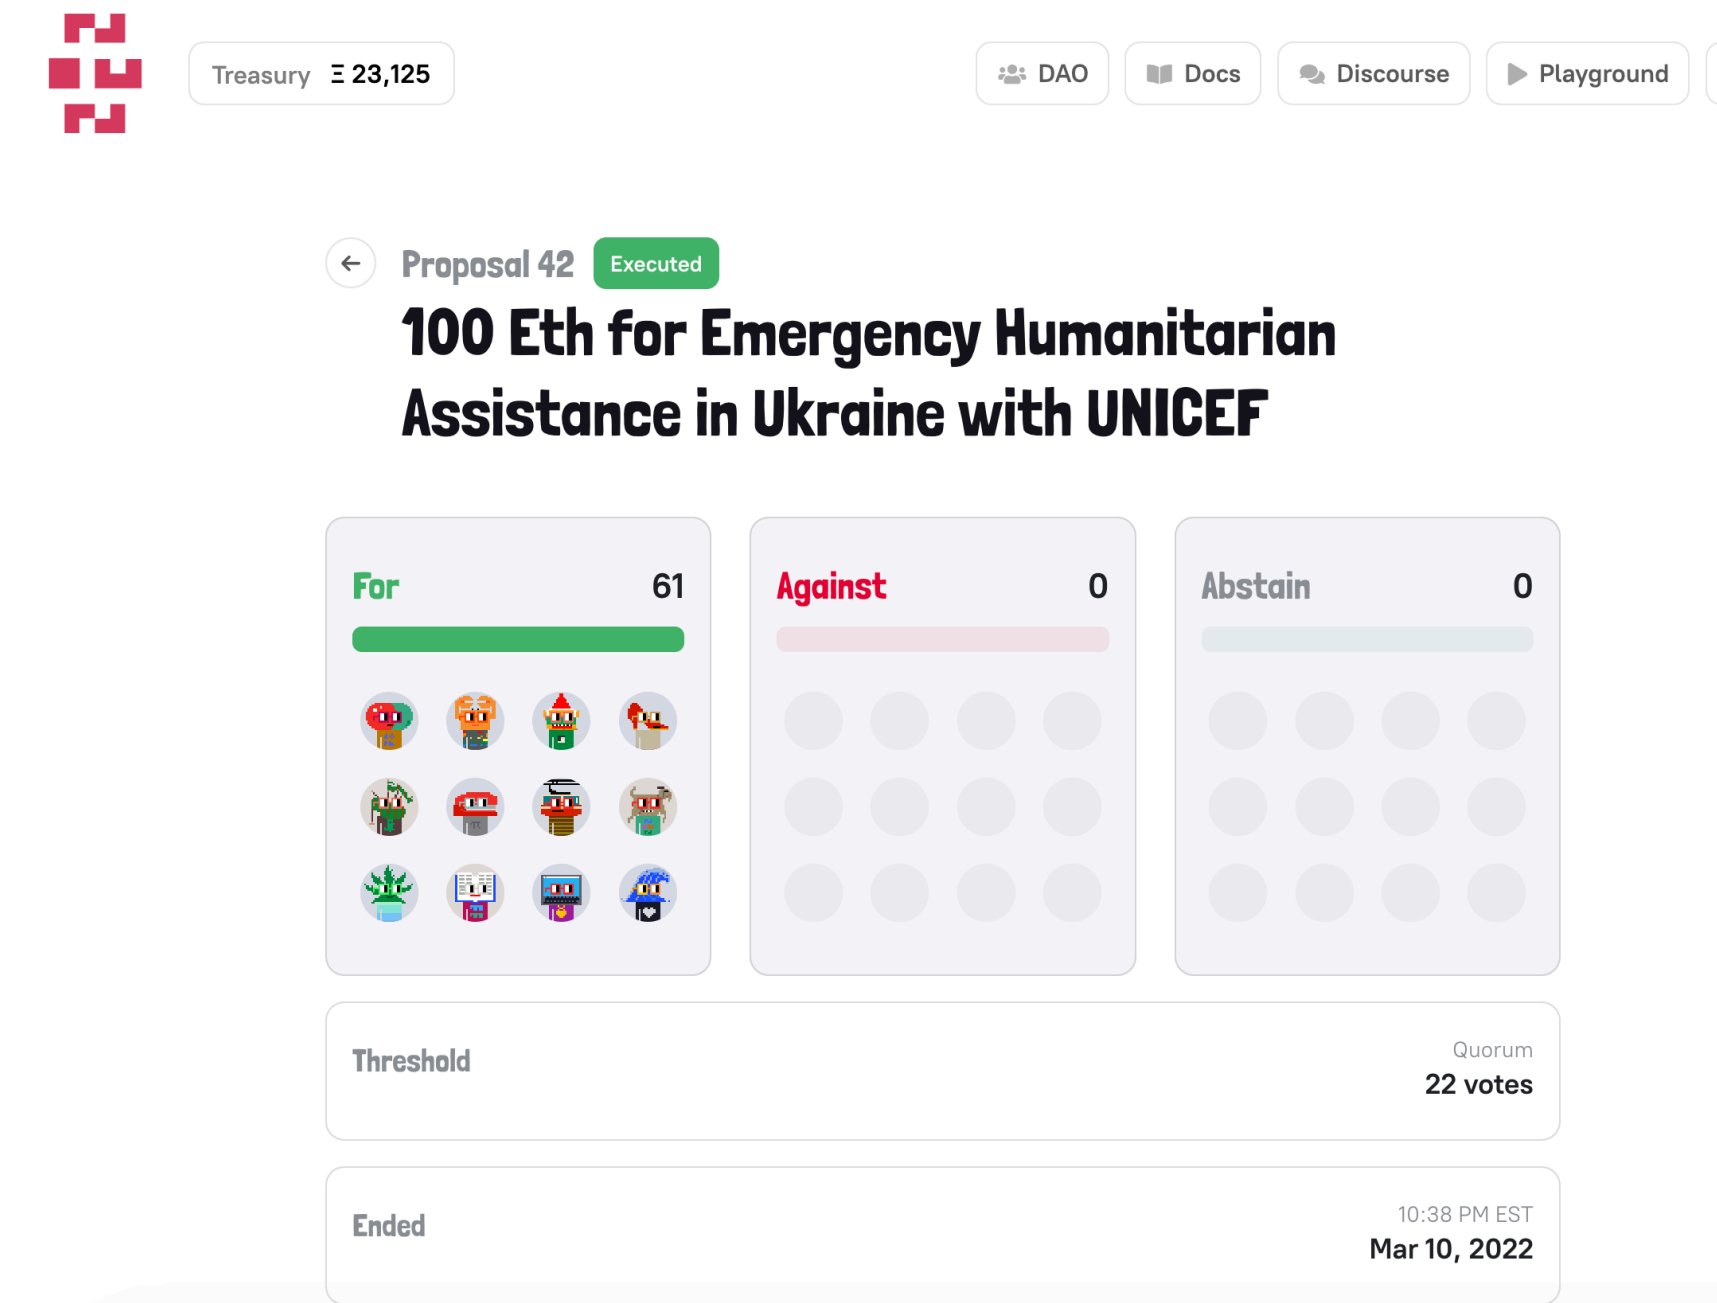 Treasury Ξ 23,125
DAO
Docs
Discourse
Playground
Proposal 42
Executed
100 Eth for Emergency Humanitarian
Assistance in Ukraine with UNICEF
For 61
Against 0
Abstain 0
Threshold
Quorum
22 votes
Ended
10:38 PM EST
Mar 10, 2022